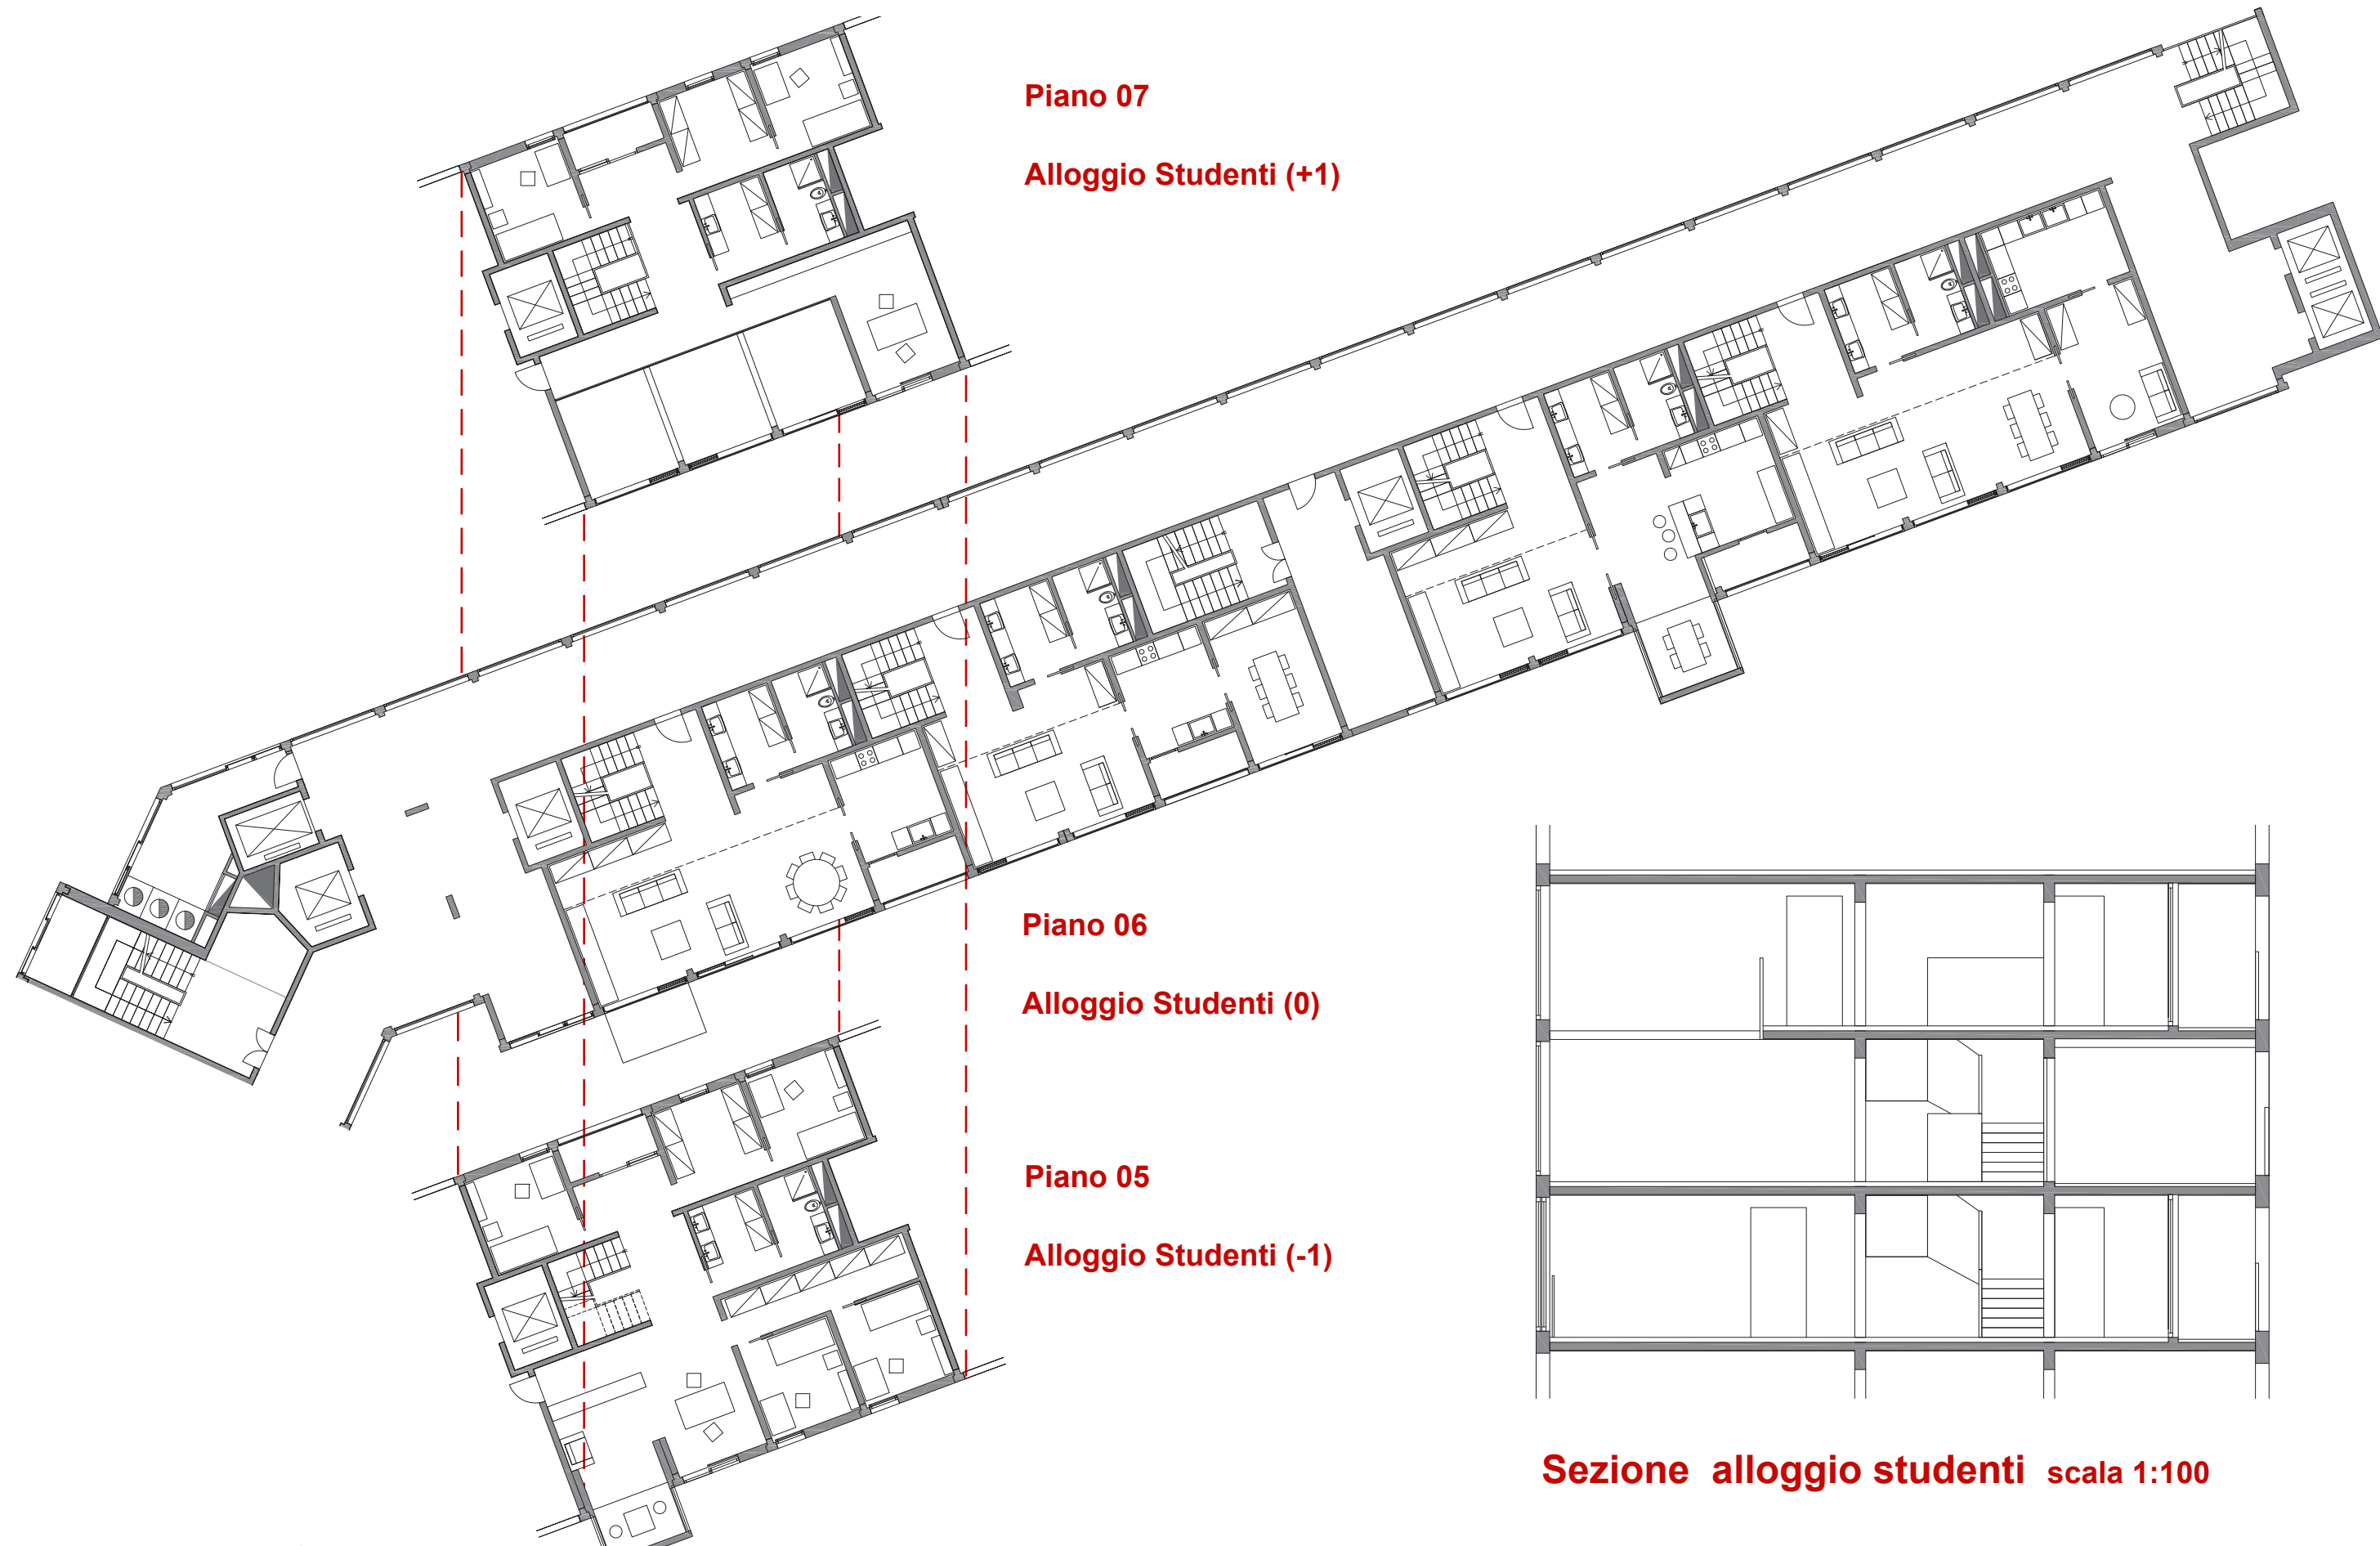 Piano 07
Alloggio Studenti (+1)
Piano 06
Alloggio Studenti (0)
Piano 05
Alloggio Studenti (-1)
Sezione alloggio studenti scala 1:100